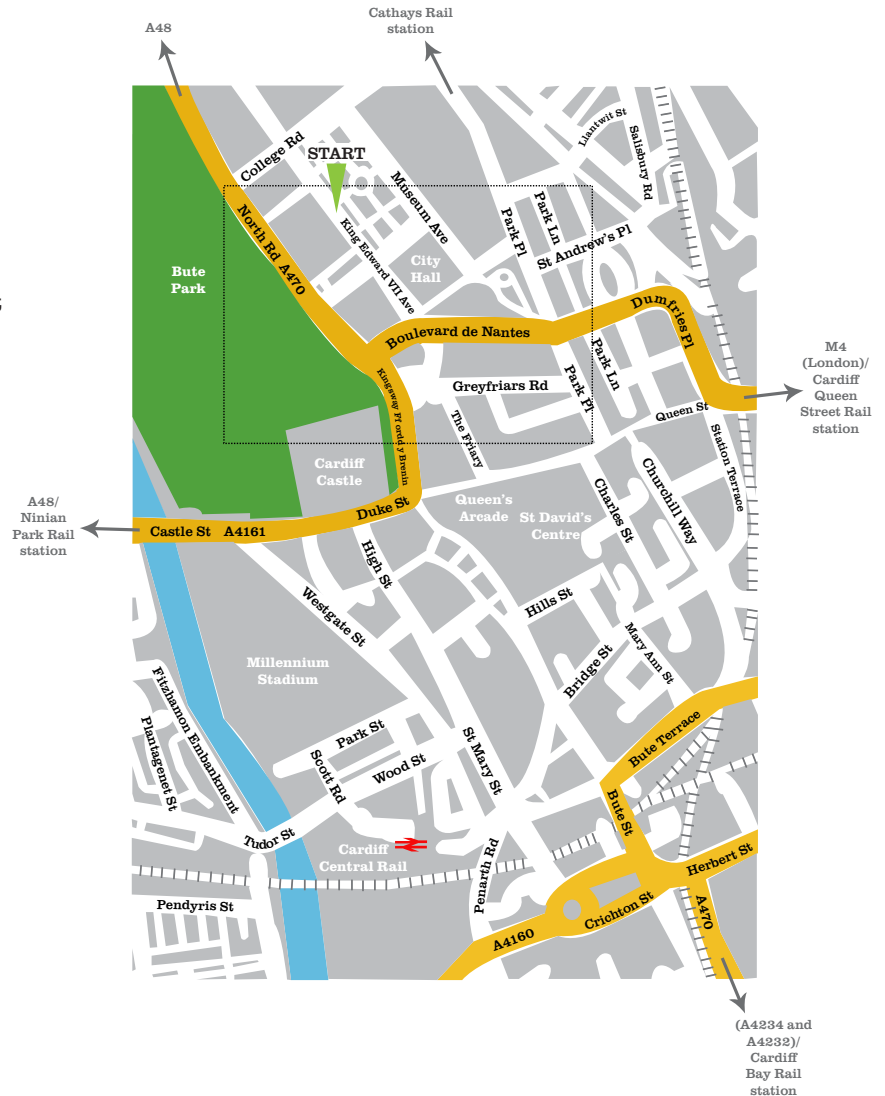 Cathays Rail
station
A48
Llantwit St
Salisbury Rd
College Rd
START
Museum Ave
Park Ln
Park Pl
St Andrew's Pl
North Rd A470
King Edward VII Ave
City
Hall
Bute
Park
Dumfries Pl
Boulevard de Nantes
M4
(London)/
Cardiff
Queen
Street Rail
station
Park Ln
Park Pl
Greyfriars Rd
Kingsway Ff ordd y Brenin
Queen St
The Friary
Station Terrace
Cardiff
Castle
Churchill Way
Charles St
Queen's
Arcade
St David's
Centre
Duke St
A48/
Ninian
Park Rail
station
Castle St A4161
High St
Westgate St
Hills St
Mary Ann St
Bridge St
Millennium
Stadium
Fitzhamon Embankment
Plantagenet St
Park St
Scott Rd
Wood St
St Mary St
Bute Terrace
Bute St
Tudor St
Cardiff
Central Rail
Herbert St
Penarth Rd
Pendyris St
Crichton St
A470
A4160
(A4234 and
A4232)/
Cardiff
Bay Rail
station